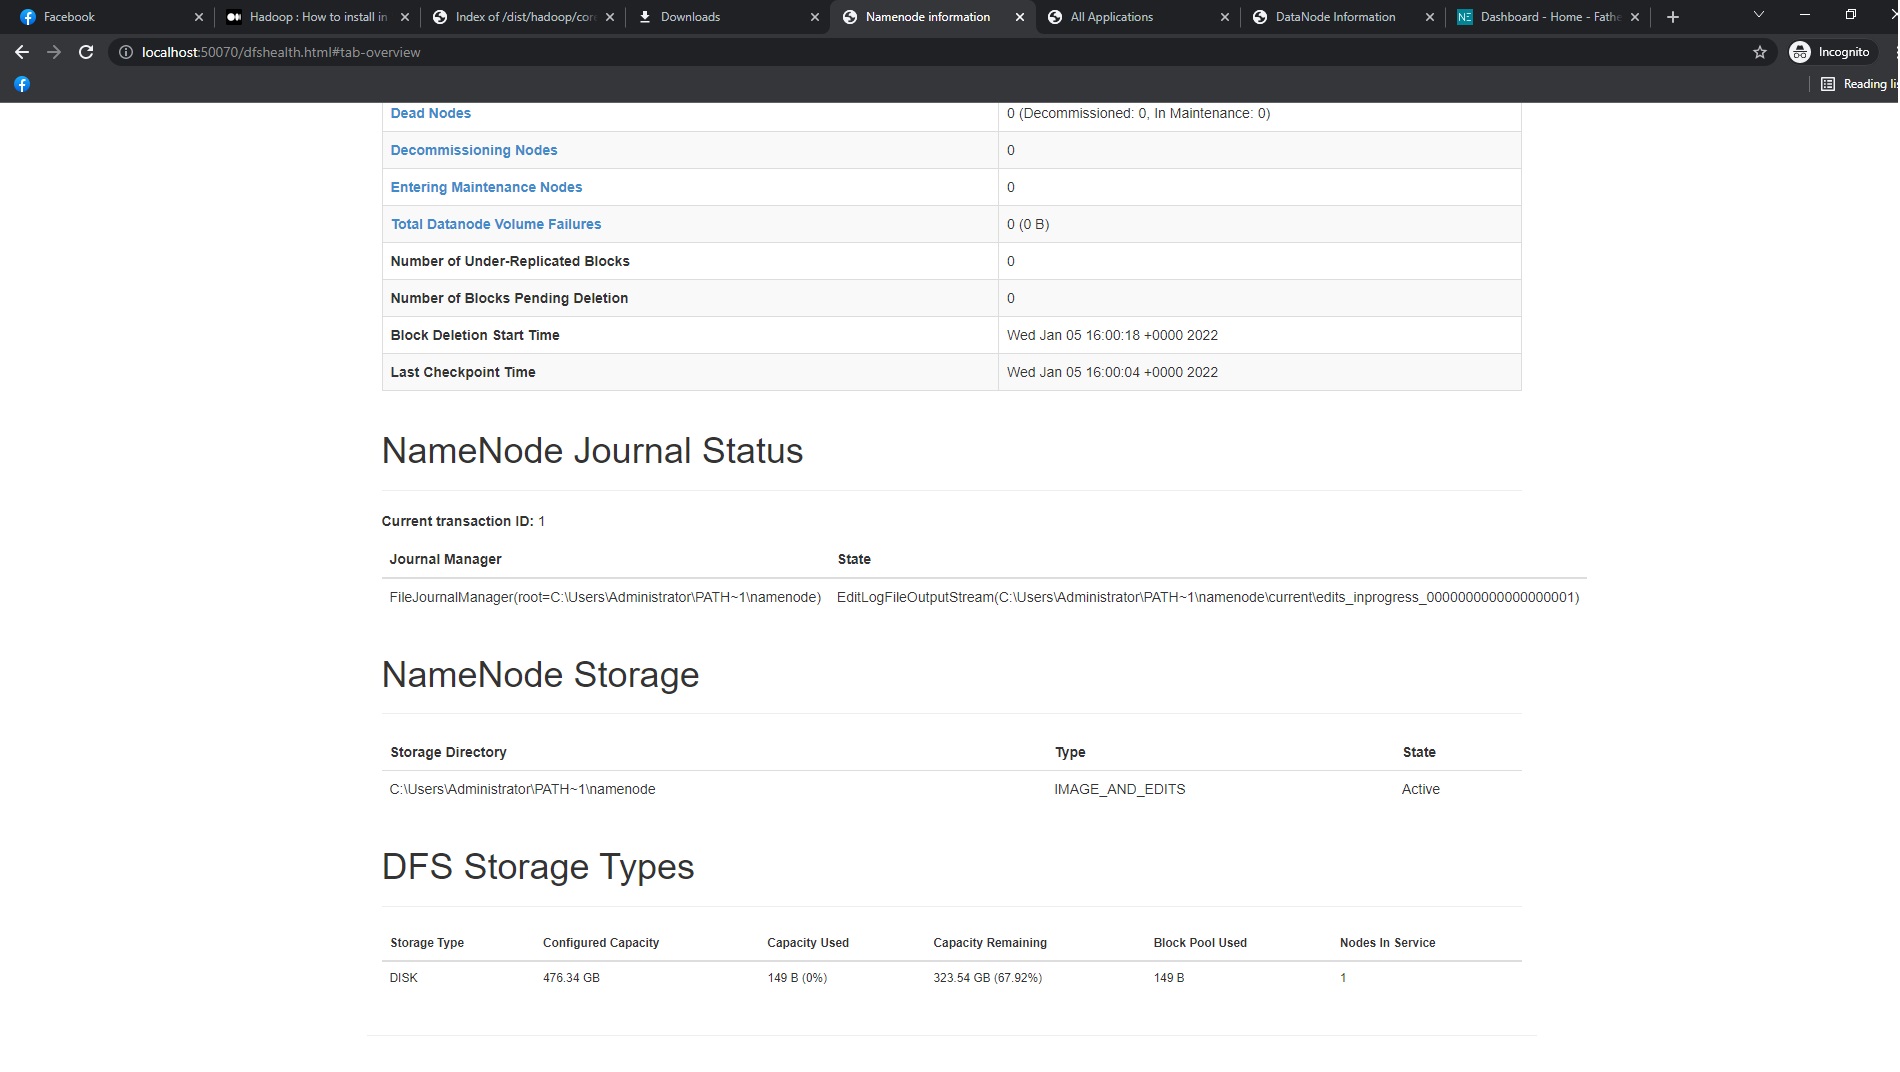 Facebook
Hadoop : How to install in
Index of /dist/hadoop/core
Downloads
Namenode information
All Applications
DataNode Information
NE Dashboard - Home - Fathe
localhost:50070/dfshealth.html#tab-overview
Incognito
Reading lis
Dead Nodes 0 (Decommissioned: 0, In Maintenance: 0)
Decommissioning Nodes 0
Entering Maintenance Nodes 0
Total Datanode Volume Failures 0 (0 B)
Number of Under-Replicated Blocks 0
Number of Blocks Pending Deletion 0
Block Deletion Start Time Wed Jan 05 16:00:18 +0000 2022
Last Checkpoint Time Wed Jan 05 16:00:04 +0000 2022
NameNode Journal Status
Current transaction ID: 1
Journal Manager State
FileJournalManager(root=C:\Users\Administrator\PATH~1\namenode) EditLogFileOutputStream(C:\Users\Administrator\PATH~1\namenode\current\edits_inprogress_0000000000000000001)
NameNode Storage
Storage Directory Type State
C:\Users\Administrator\PATH~1\namenode IMAGE_AND_EDITS Active
DFS Storage Types
Storage Type Configured Capacity Capacity Used Capacity Remaining Block Pool Used Nodes In Service
DISK 476.34 GB 149 B (0%) 323.54 GB (67.92%) 149 B 1